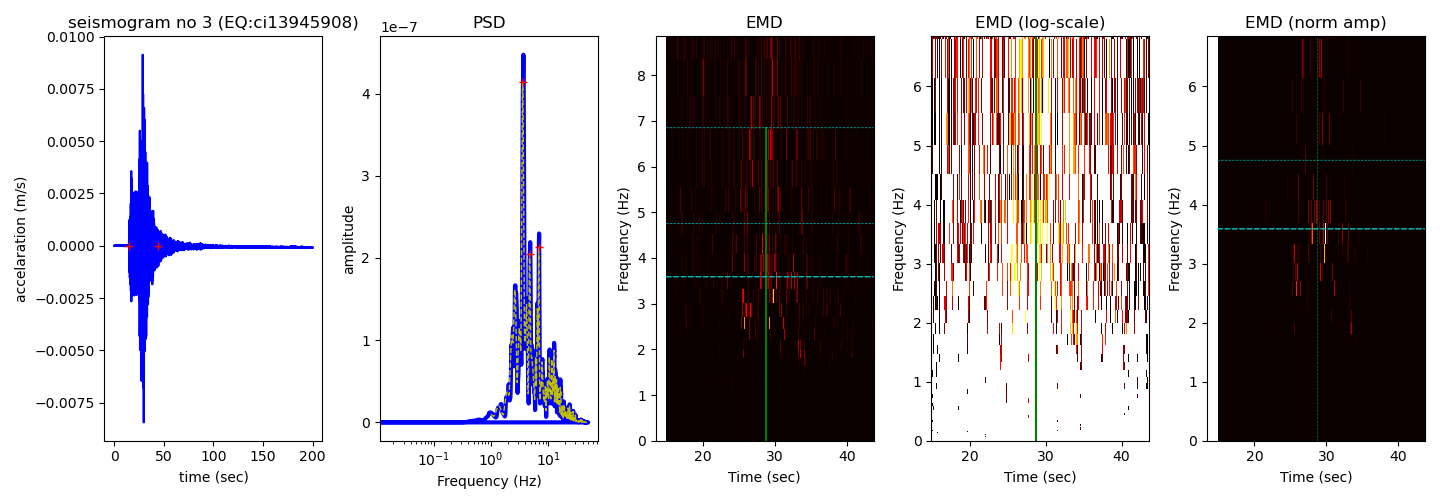 seismogram no 3 (EQ:ci13945908)
accelaration (m/s)
0.0100
0.0075
0.0050
0.0025
0.0000
−0.0025
−0.0050
−0.0075
0 50 100 150 200
time (sec)
PSD
1e−7
amplitude
4
3
2
1
0
10⁻¹ 10⁰ 10¹
Frequency (Hz)
EMD
Frequency (Hz)
8
7
6
5
4
3
2
1
0
20 30 40
Time (sec)
EMD (log-scale)
Frequency (Hz)
6
5
4
3
2
1
0
20 30 40
Time (sec)
EMD (norm amp)
Frequency (Hz)
6
5
4
3
2
1
0
20 30 40
Time (sec)